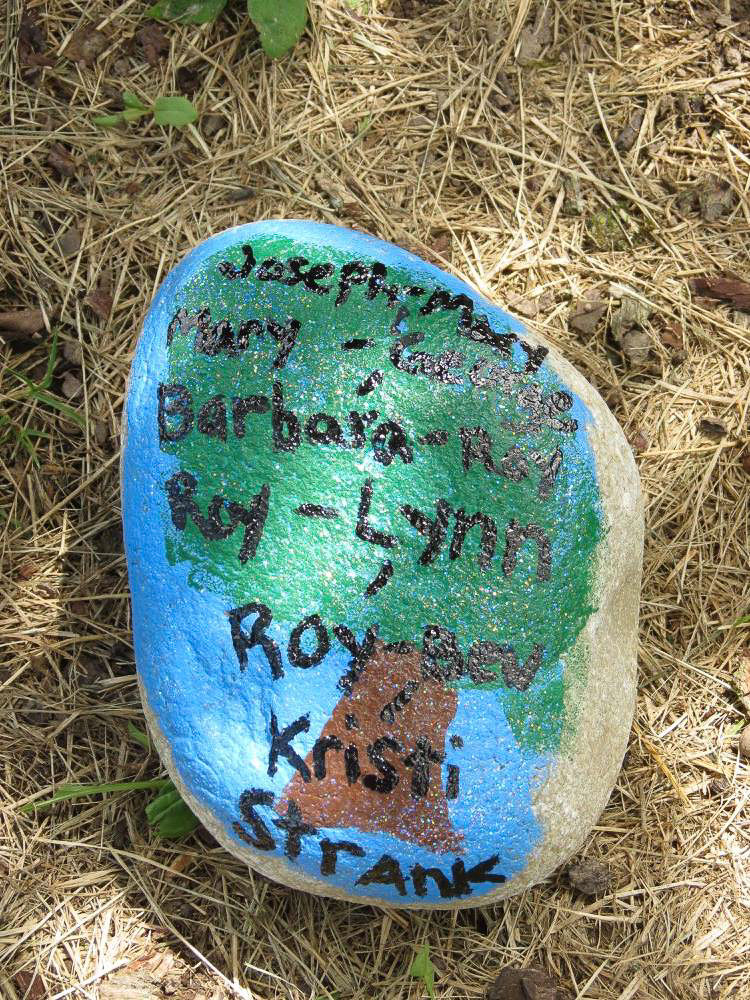 Joseph-Mary
Mary - George
Barbara-Roy
Roy - Lynn
Roy-Bev
Kristi
Strank